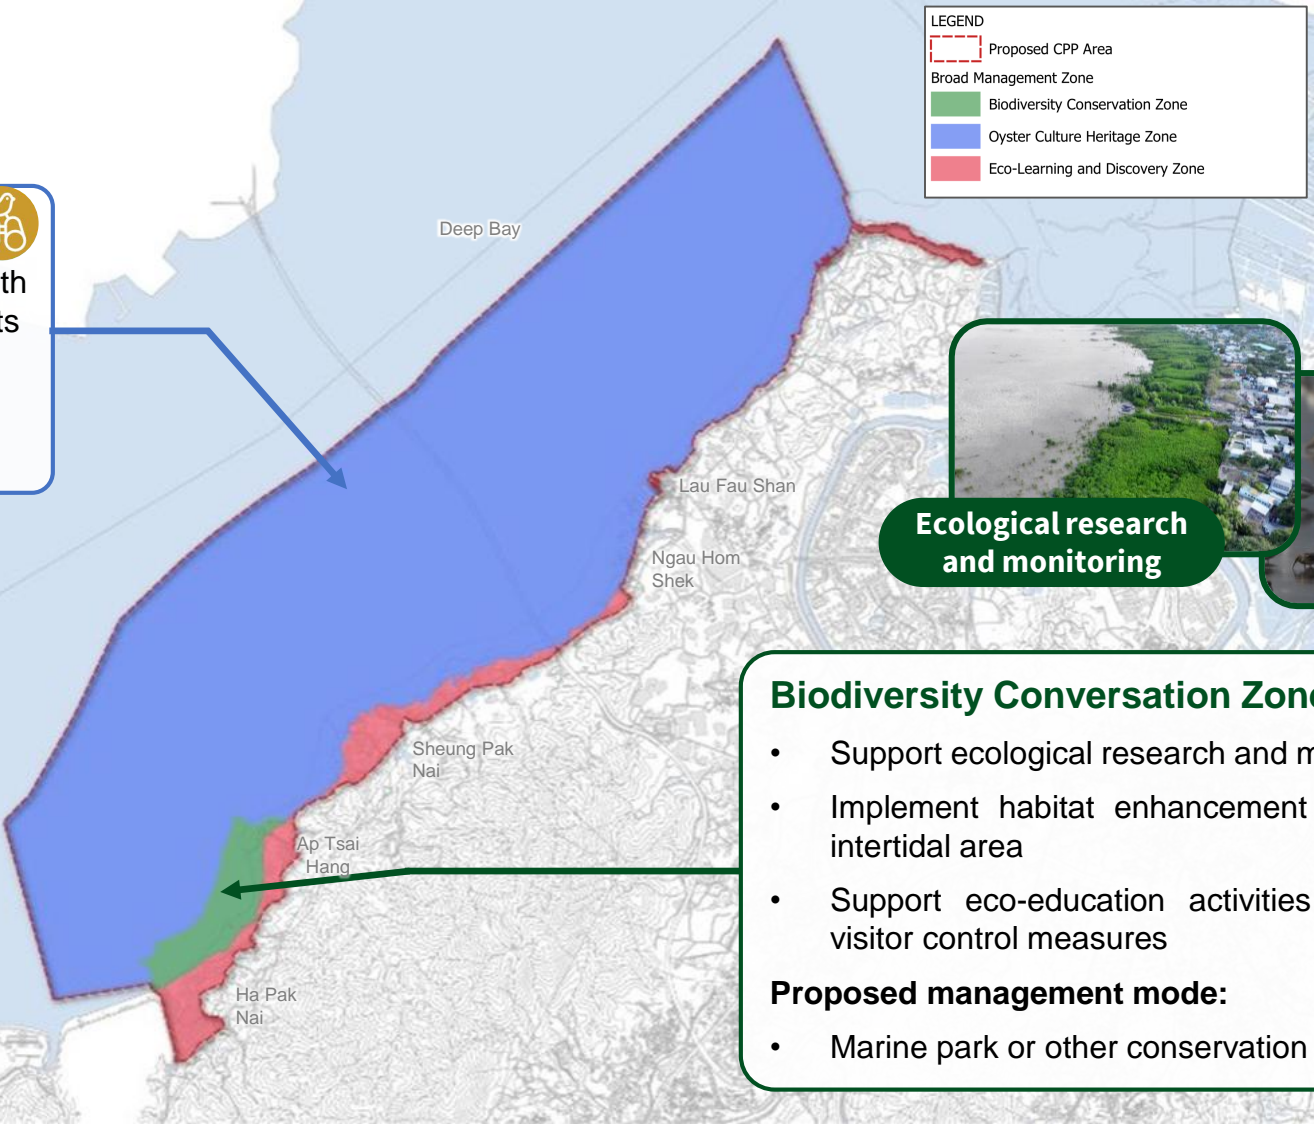 LEGEND
Proposed CPP Area
Broad Management Zone
Biodiversity Conservation Zone
Oyster Culture Heritage Zone
Eco-Learning and Discovery Zone
Deep Bay
Lau Fau Shan
Ngau Hom
Shek
Ecological research
and monitoring
Sheung Pak
Nai
Ap Tsai
Hang
Ha Pak
Nai
Biodiversity Conversation
• Support ecological research and
• Implement habitat enhancement
intertidal area
• Support eco-education activities
visitor control measures
Proposed management mode:
• Marine park or other conservation